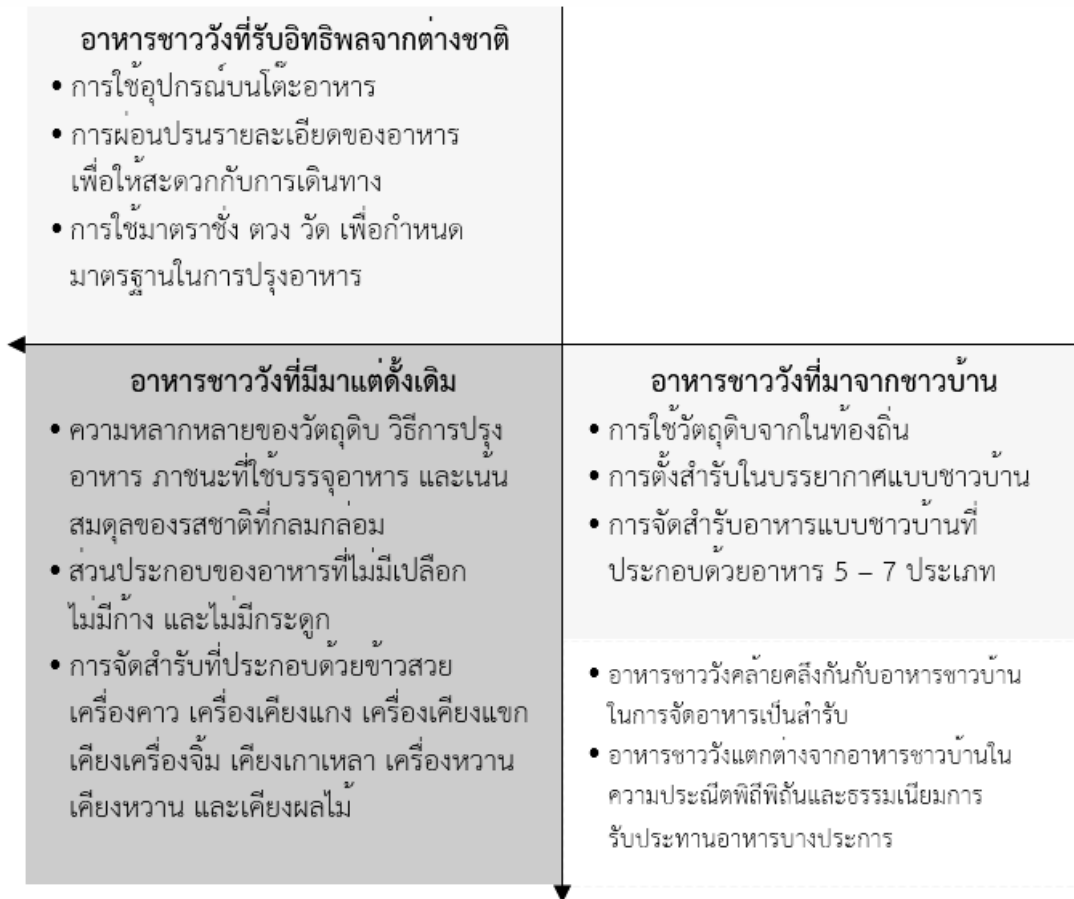 อาหารชาววังที่รับอิทธิพลจากต่างชาติ
• การใช้อุปกรณ์บนโต๊ะอาหาร
• การผ่อนปรนรายละเอียดของอาหาร
เพื่อให้สะดวกกับการเดินทาง
• การใช้มาตราชั่ง ตวง วัด เพื่อกำหนด
มาตรฐานในการปรุงอาหาร
อาหารชาววังที่มีมาแต่ดั้งเดิม
• ความหลากหลายของวัตถุดิบ วิธีการปรุง
อาหาร ภาชนะที่ใช้บรรจุอาหาร และเน้น
สมดุลของรสชาติที่กลมกล่อม
• ส่วนประกอบของอาหารที่ไม่มีเปลือก
ไม่มีก้าง และไม่มีกระดูก
• การจัดสำรับที่ประกอบด้วยข้าวสวย
เครื่องคาว เครื่องเคียงแกง เครื่องเคียงแขก
เคียงเครื่องจิ้ม เคียงเกาเหลา เครื่องหวาน
เคียงหวาน และเคียงผลไม้
อาหารชาววังที่มาจากชาวบ้าน
• การใช้วัตถุดิบจากในท้องถิ่น
• การตั้งสำรับในบรรยากาศแบบชาวบ้าน
• การจัดสำรับอาหารแบบชาวบ้านที่
ประกอบด้วยอาหาร 5 – 7 ประเภท
• อาหารชาววังคล้ายคลึงกันกับอาหารชาวบ้าน
ในการจัดอาหารเป็นสำรับ
• อาหารชาววังแตกต่างจากอาหารชาวบ้านใน
ความประณีตพิถีพิถันและธรรมเนียมการ
รับประทานอาหารบางประการ